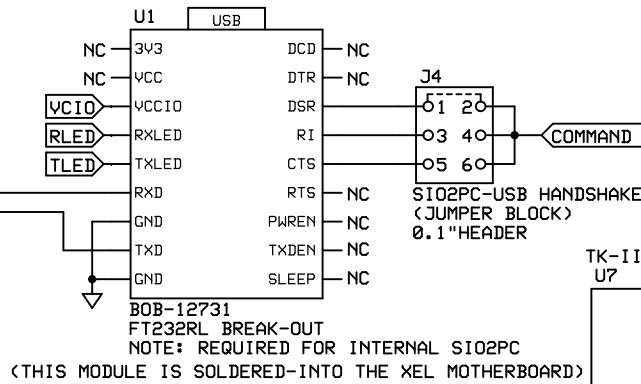 U1
USB
NC 3V3 DCD NC
NC VCC DTR NC
J4
VCIO VCCIO DSR 1 2
RLED RXLED RI 3 4 COMMAND
TLED TXLED CTS 5 6
RXD RTS NC
SIO2PC-USB HANDSHAKE
(JUMPER BLOCK)
0.1"HEADER
GND PWREN NC
TXD TXDEN NC
GND SLEEP NC
TK-II
U7
BOB-12731
FT232RL BREAK-OUT
NOTE: REQUIRED FOR INTERNAL SIO2PC
(THIS MODULE IS SOLDERED-INTO THE XEL MOTHERBOARD)